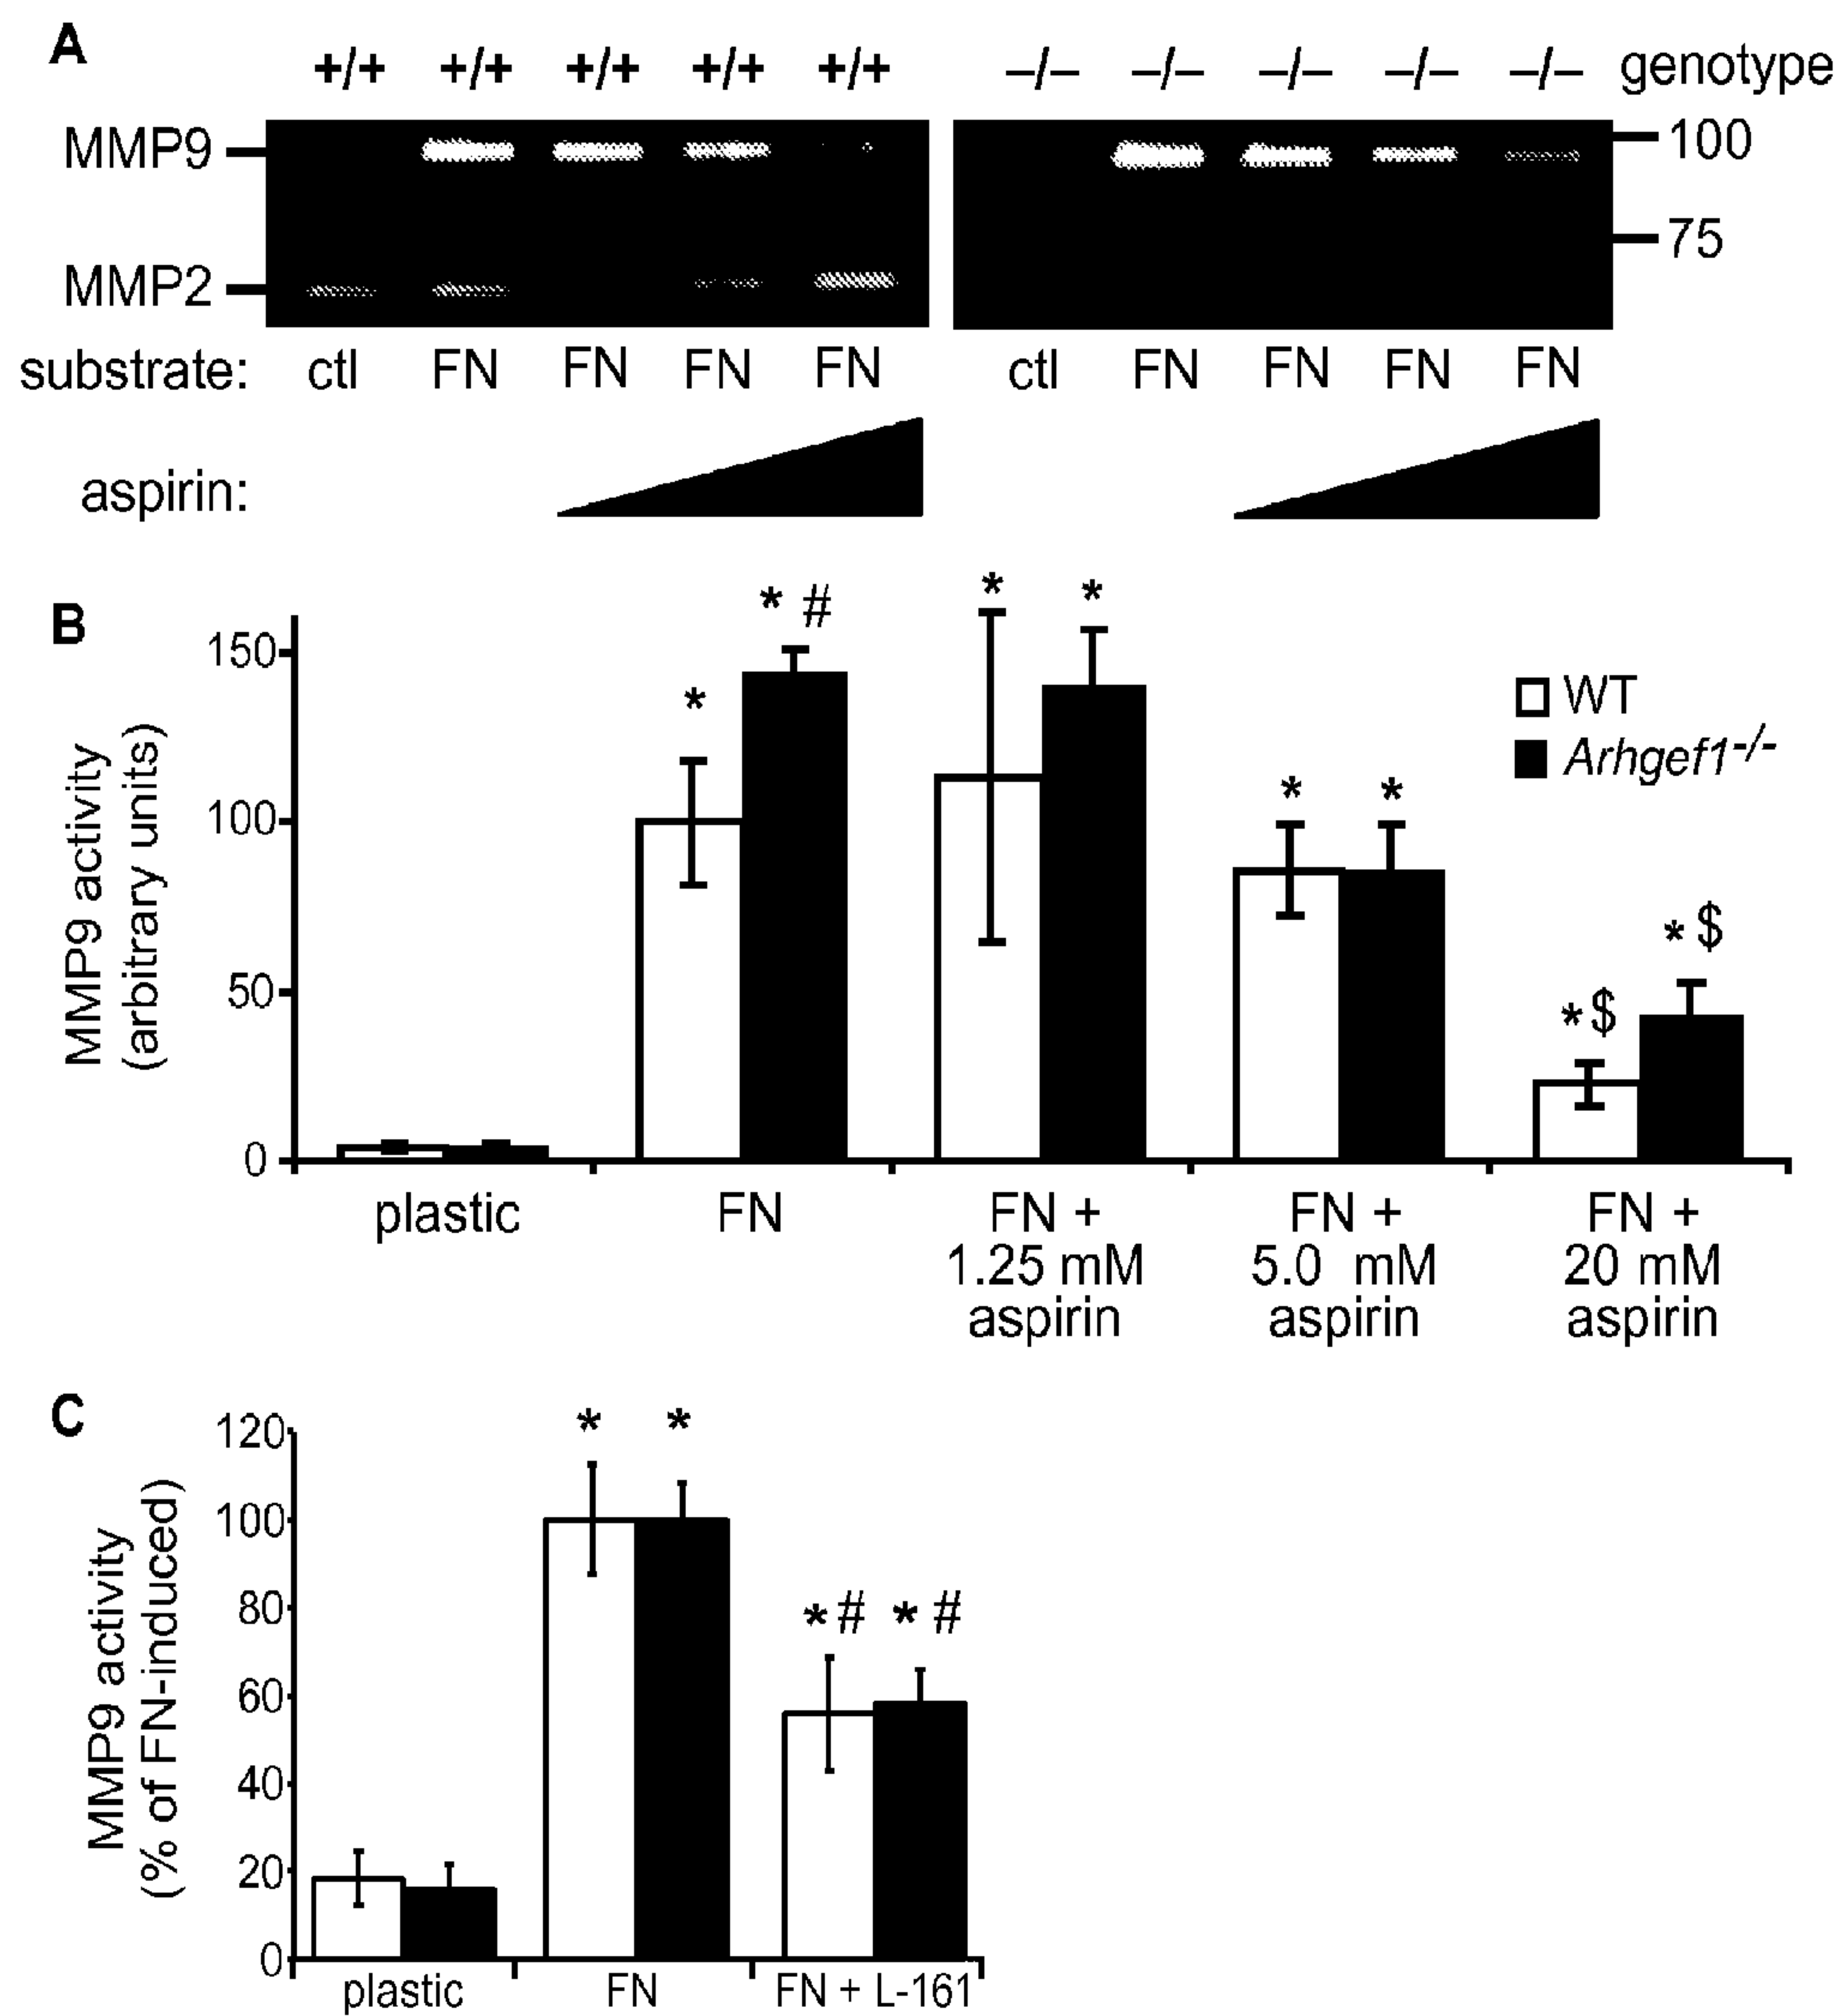 A
+/+ +/+ +/+ +/+ +/+ –/– –/– –/– –/– –/– genotype
MMP9
100
75
MMP2
substrate: ctl FN FN FN FN ctl FN FN FN FN
aspirin:
B
* # * *
150
WT
*
Arhgef1-/-
MMP9 activity
(arbitrary units)
100
* *
* $
50
*$
0
plastic FN FN + FN + FN +
1.25 mM 5.0 mM 20 mM
aspirin aspirin aspirin
C
120
* *
100
MMP9 activity
(% of FN-induced)
80
*# *#
60
40
20
0
plastic FN FN + L-161